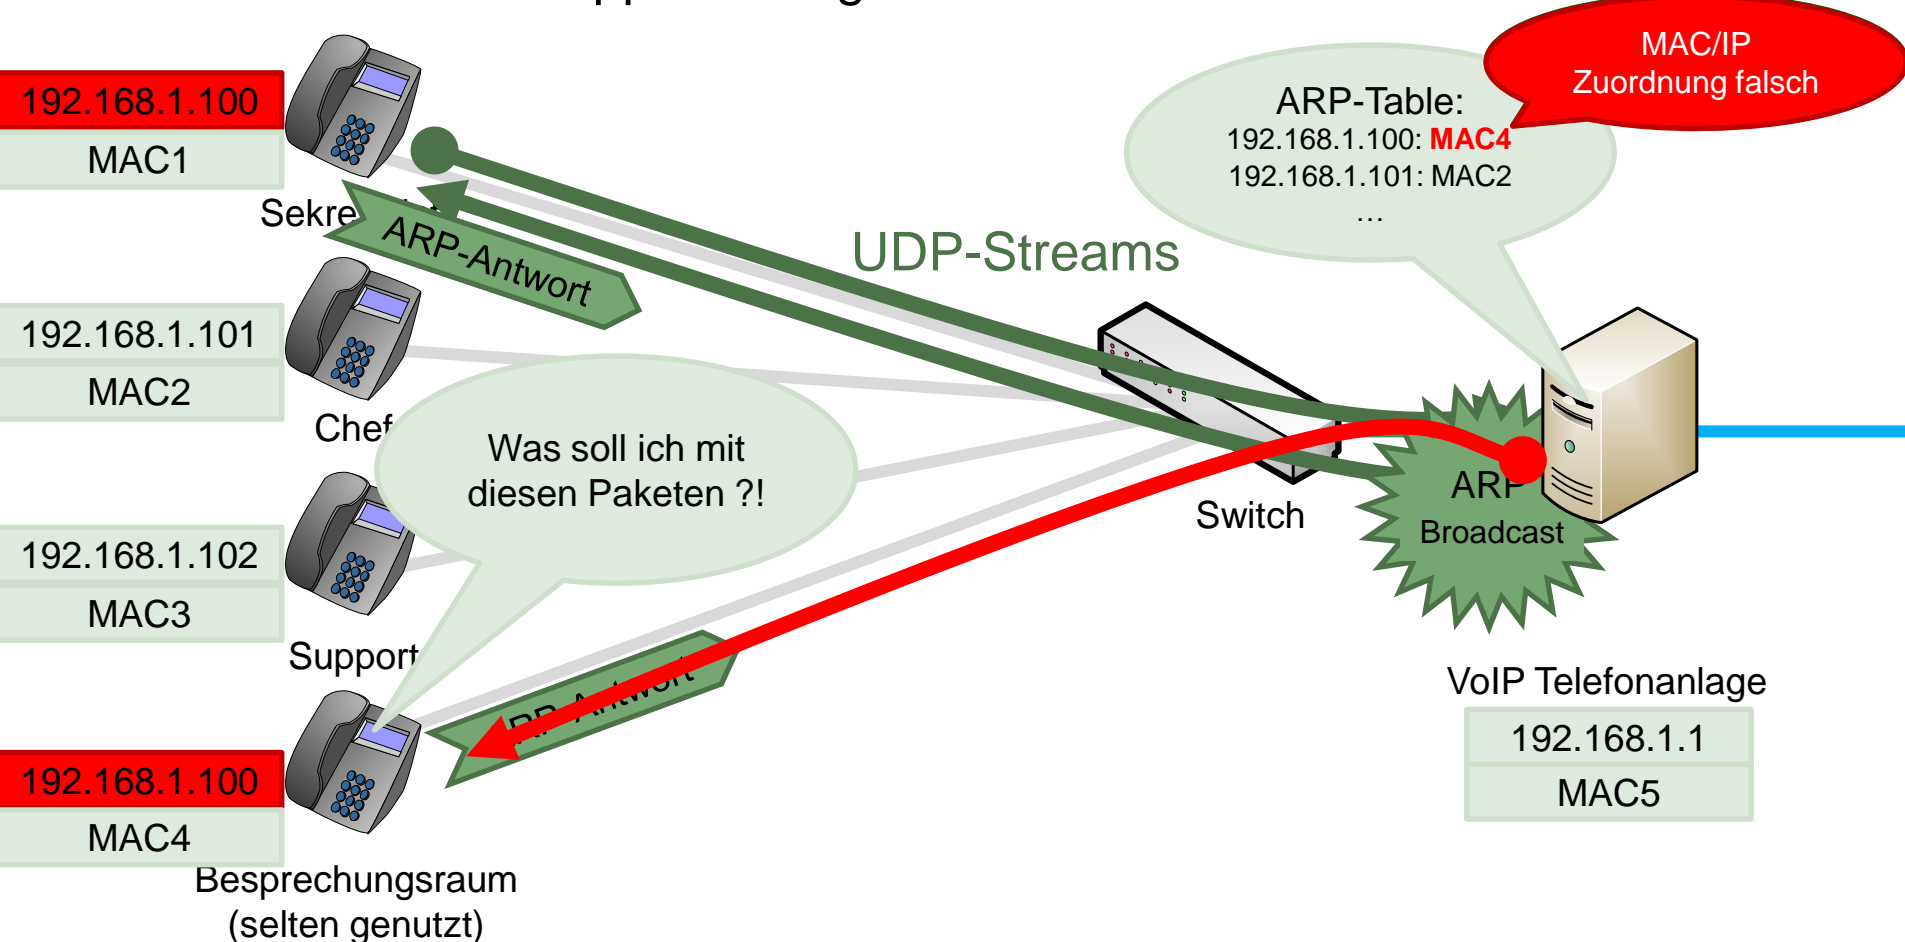 MAC/IP
Zuordnung falsch
192.168.1.100
MAC1
ARP-Table:
192.168.1.100: MAC4
192.168.1.101: MAC2
…
ARP-Antwort
UDP-Streams
192.168.1.101
MAC2
Chef
Was soll ich mit
diesen Paketen ?!
Switch
ARP
Broadcast
192.168.1.102
MAC3
Support
VoIP Telefonanlage
192.168.1.1
MAC5
192.168.1.100
MAC4
Besprechungsraum
(selten genutzt)